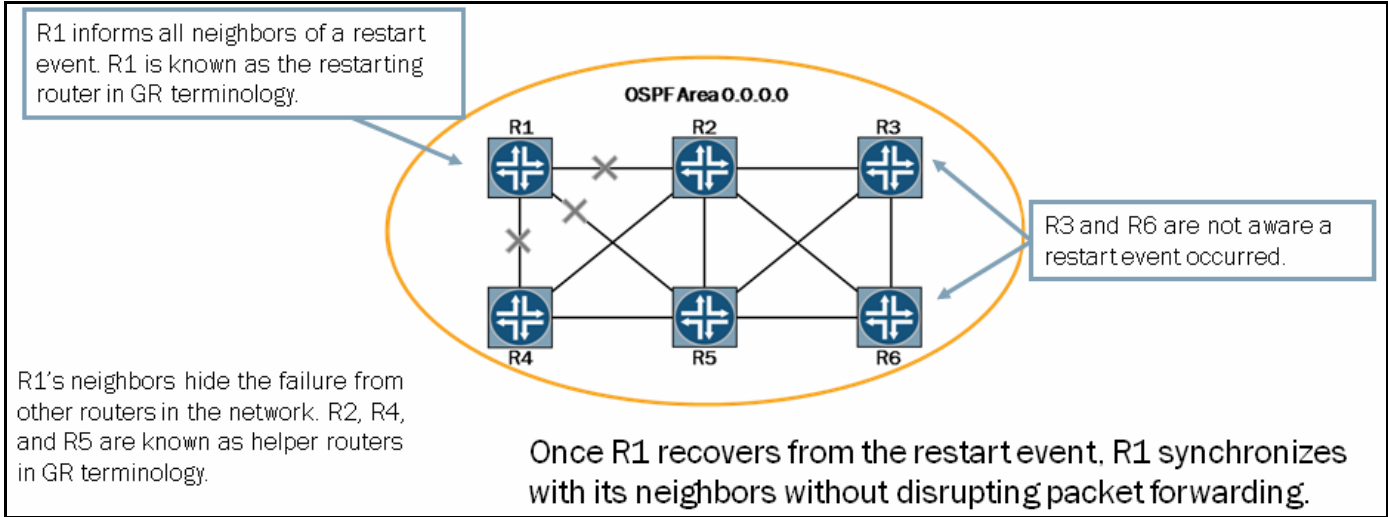 R1 informs all neighbors of a restart
event. R1 is known as the restarting
router in GR terminology.
OSPF Area 0.0.0.0
R1
R2
R3
R3 and R6 are not aware a
restart event occurred.
R4
R5
R6
R1's neighbors hide the failure from
other routers in the network. R2, R4,
and R5 are known as helper routers
in GR terminology.
Once R1 recovers from the restart event, R1 synchronizes
with its neighbors without disrupting packet forwarding.